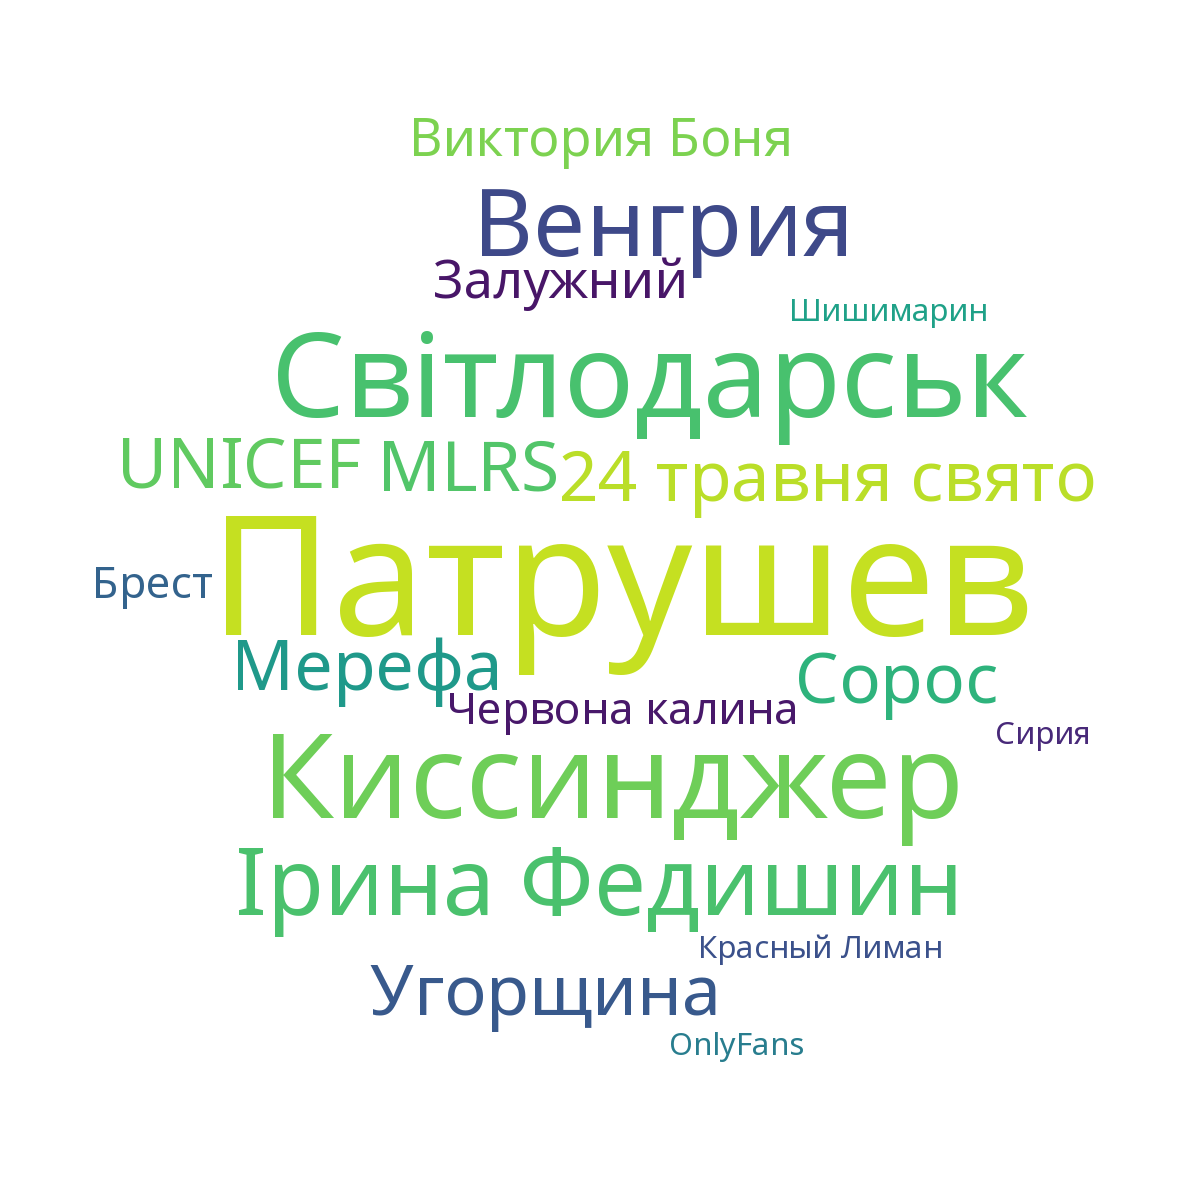 Виктория Боня
Венгрия
Залужний
Шишимарин
Світлодарськ
UNICEF MLRS 24 травня свято
Патрушев
Брест
Мерефа
Сорос
Червона калина
Сирия
Киссинджер
Ірина Федишин
Красный Лиман
Угорщина
OnlyFans